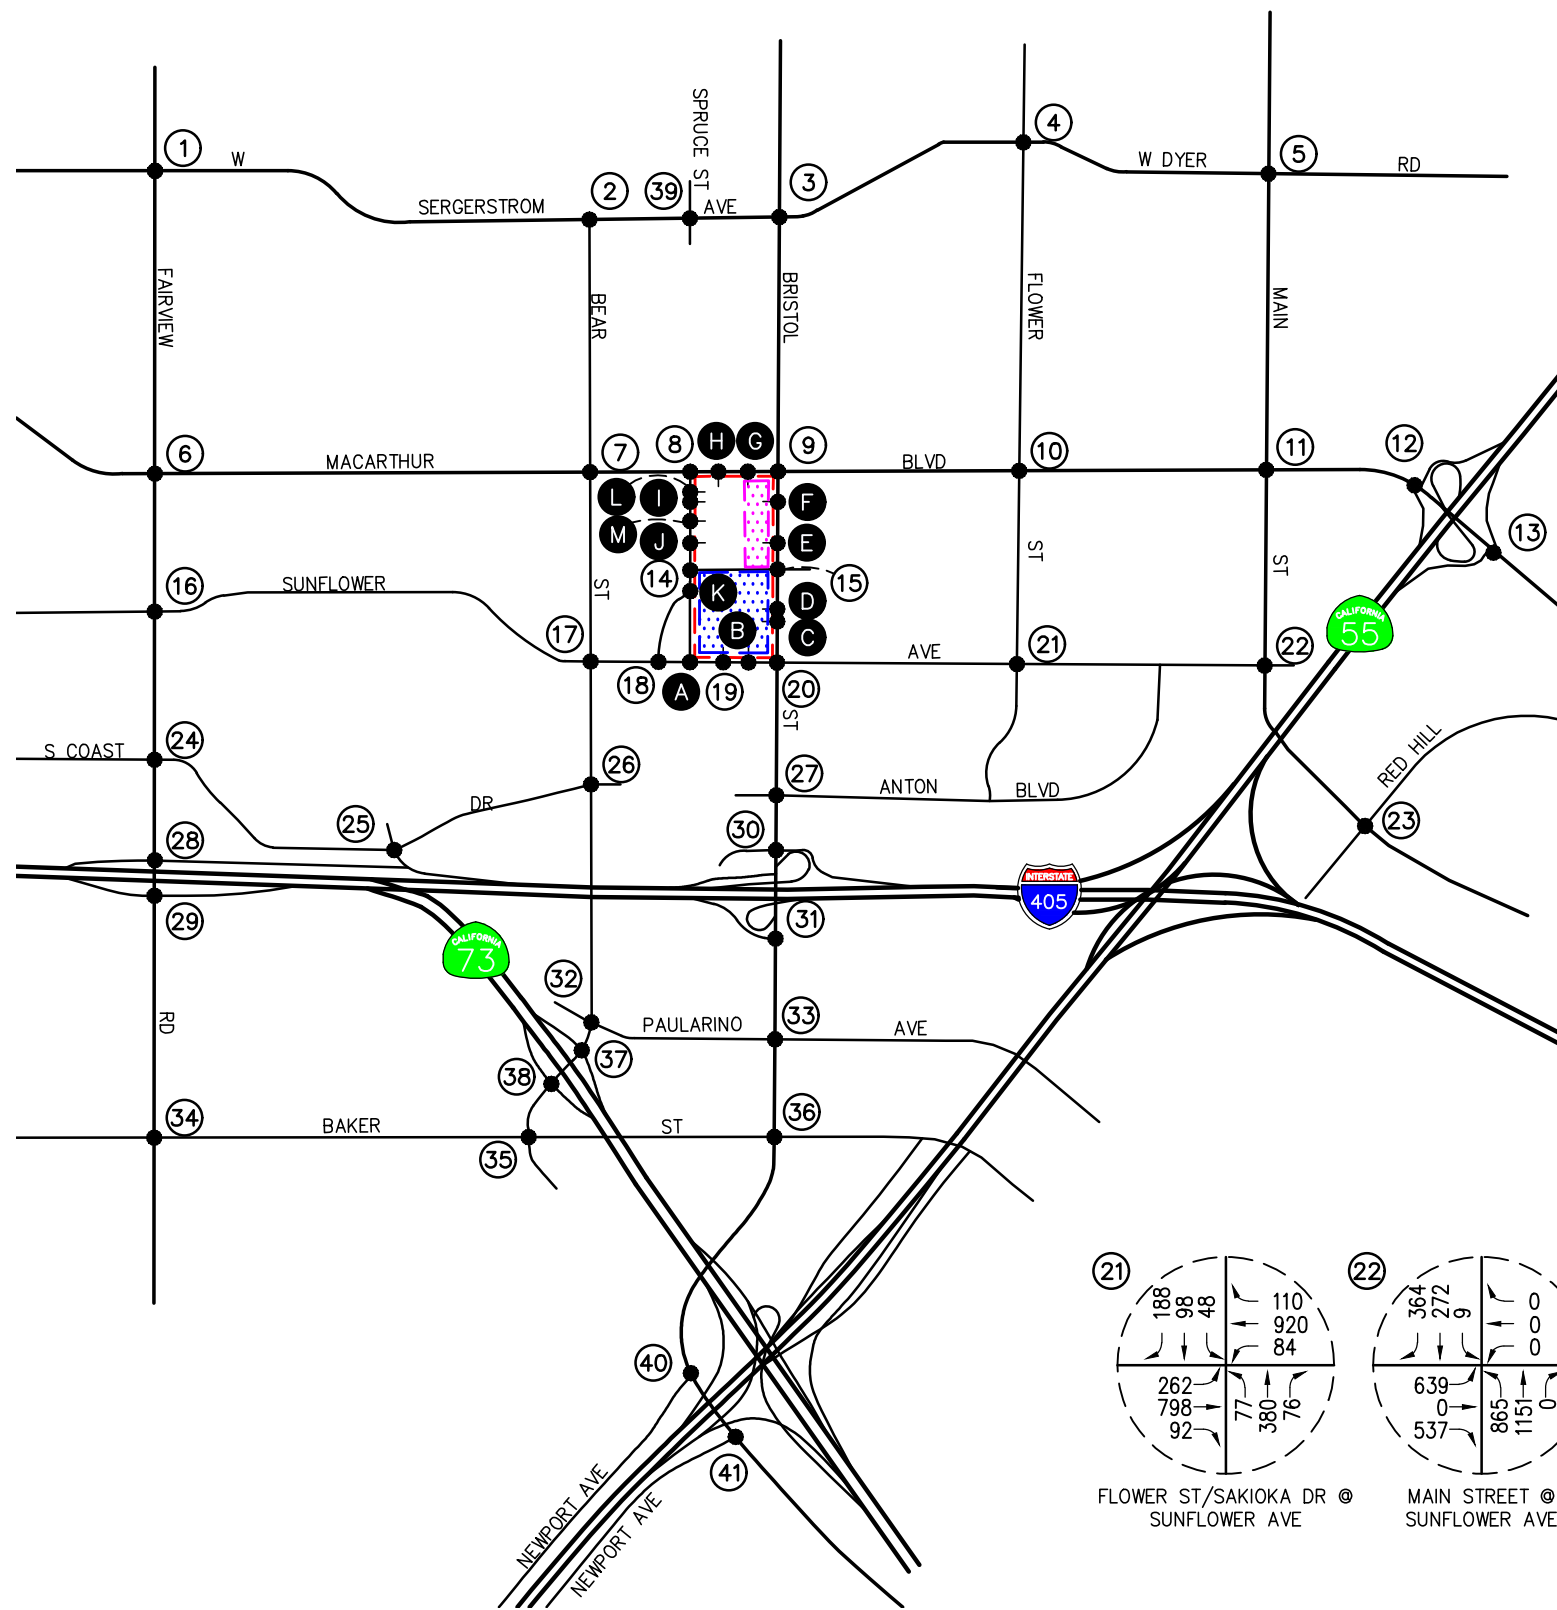 SPRUCE ST
1
W
2
39
AVE
3
4
W DYER
5
RD
SERGERSTROM
FAIRVIEW
BEAR
BRISTOL
FLOWER
MAIN
6
MACARTHUR
7
8
H
G
9
BLVD
10
11
12
L
I
F
M
J
E
13
14
15
ST
ST
16
SUNFLOWER
ST
K
D
B
C
CALIFORNIA
55
17
18
A
19
20
AVE
21
22
ST
24
S COAST
26
27
ANTON
BLVD
RED HILL
DR
25
28
30
23
INTERSTATE
405
29
31
CALIFORNIA
73
32
RD
PAULARINO
33
AVE
37
38
34
BAKER
ST
36
35
40
41
NEWPORT AVE
NEWPORT AVE
21
188
98
48
110
920
84
262
798
92
77
380
76
FLOWER ST/SAKIOKA DR @
SUNFLOWER AVE
22
364
272
9
0
0
0
639
0
537
865
1151
0
MAIN STREET @
SUNFLOWER AVE